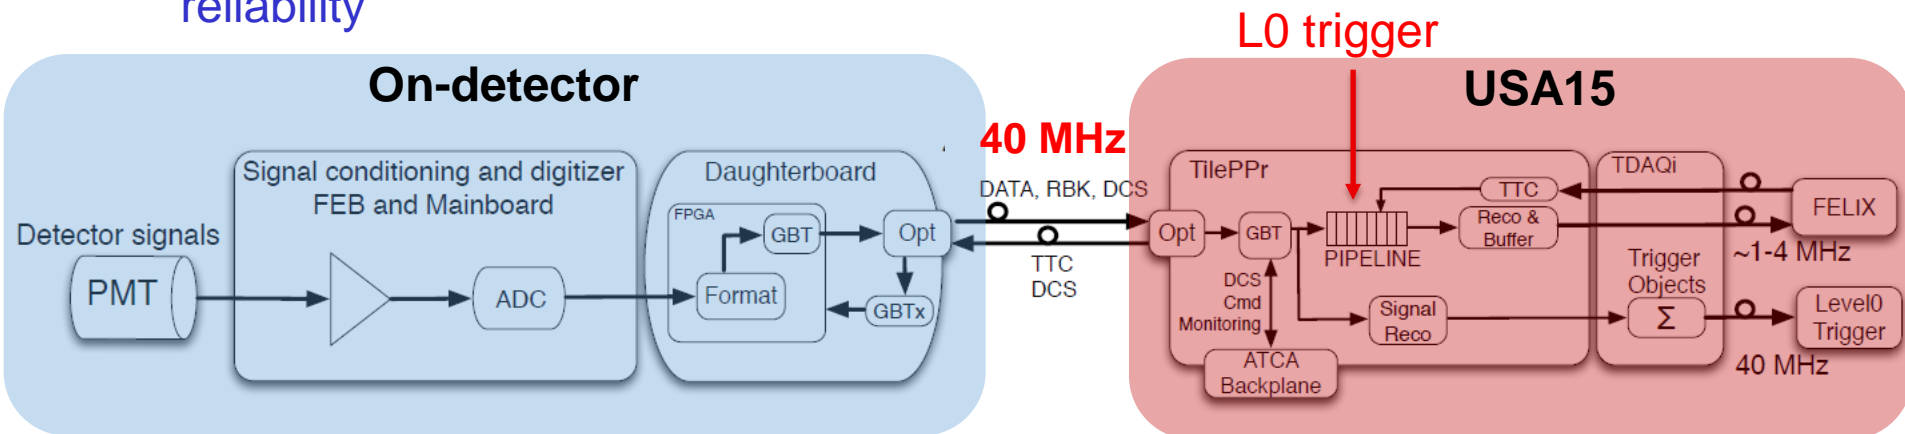 reliability
L0 trigger
On-detector
USA15
40 MHz
Signal conditioning and digitizer
FEB and Mainboard
Detector signals
PMT
ADC
Daughterboard
FPGA
GBT
Format
Opt
GBTx
DATA, RBK, DCS
TTC
DCS
TilePPr
Opt
GBT
PIPELINE
TTC
Reco &
Buffer
DCS
Cmd
Monitoring
Signal
Reco
ATCA
Backplane
TDAQi
Trigger
Objects
Σ
FELIX
~1-4 MHz
Level0
Trigger
40 MHz